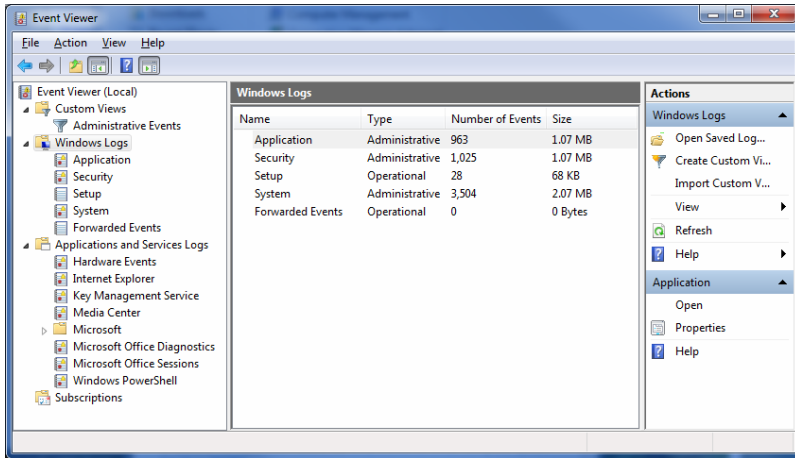 Event Viewer
File Action View Help
Event Viewer (Local)
Custom Views
Administrative Events
Windows Logs
Application
Security
Setup
System
Forwarded Events
Applications and Services Logs
Hardware Events
Internet Explorer
Key Management Service
Media Center
Microsoft
Microsoft Office Diagnostics
Microsoft Office Sessions
Windows PowerShell
Subscriptions
Windows Logs
Name Type Number of Events Size
Application Administrative 963 1.07 MB
Security Administrative 1,025 1.07 MB
Setup Operational 28 68 KB
System Administrative 3,504 2.07 MB
Forwarded Events Operational 0 0 Bytes
Actions
Windows Logs
Open Saved Log...
Create Custom Vi...
Import Custom V...
View
Refresh
Help
Application
Open
Properties
Help